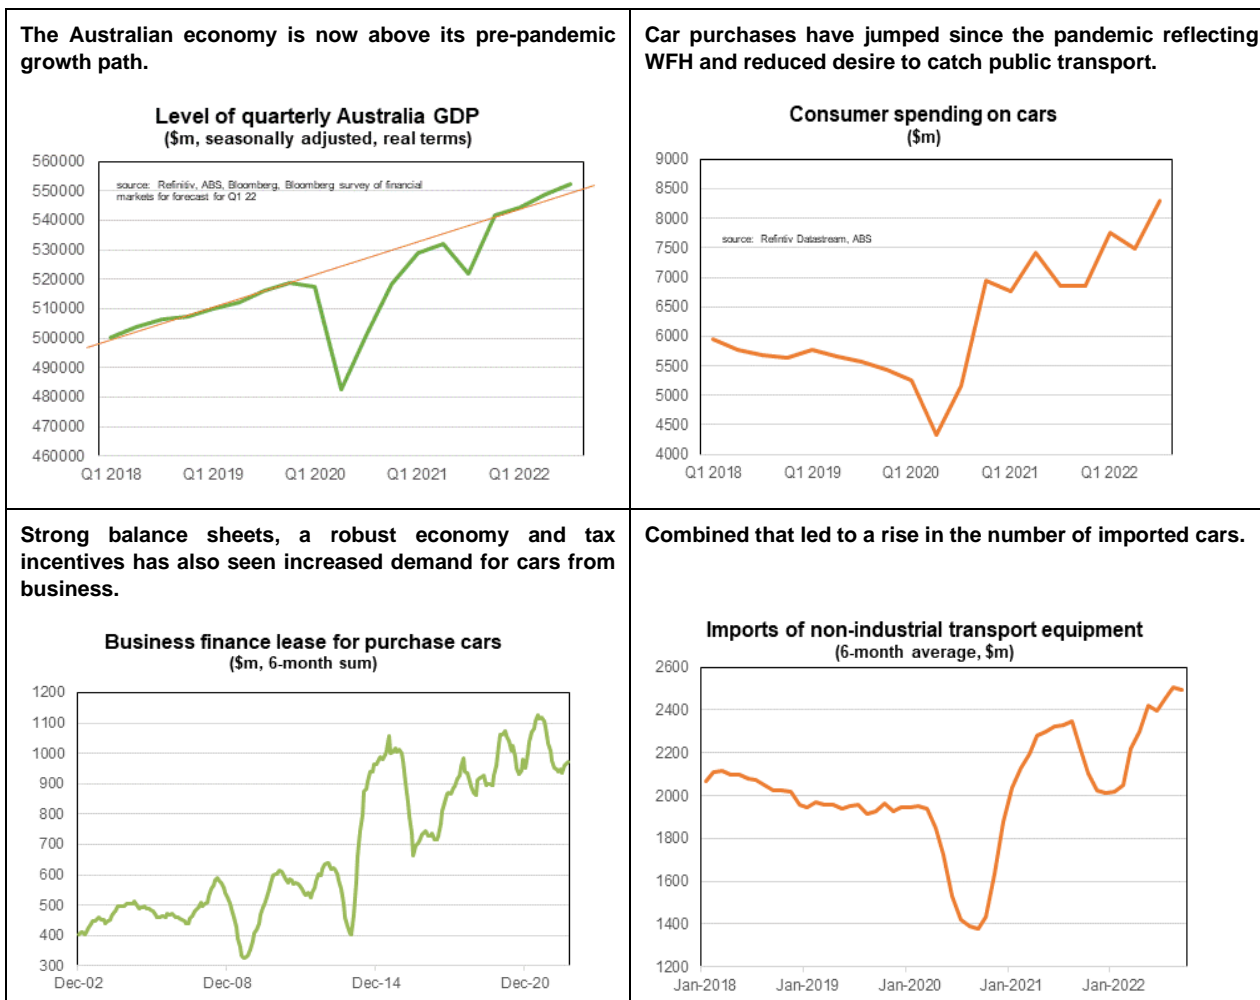 The Australian economy is now above its pre-pandemic
growth path.
Level of quarterly Australia GDP
($m, seasonally adjusted, real terms)
560000
550000
540000
530000
520000
510000
500000
490000
480000
470000
460000
source: Refinitiv, ABS, Bloomberg, Bloomberg survey of financial
markets for forecast for Q1 22
Q1 2018
Q1 2019
Q1 2020
Q1 2021
Q1 2022
Car purchases have jumped since the pandemic reflecting
WFH and reduced desire to catch public transport.
Consumer spending on cars
($m)
9000
8500
8000
7500
7000
6500
6000
5500
5000
4500
4000
source: Refintiv Datastream, ABS
Q1 2018
Q1 2019
Q1 2020
Q1 2021
Q1 2022
Strong balance sheets, a robust economy and tax
incentives has also seen increased demand for cars from
business.
Business finance lease for purchase cars
($m, 6-month sum)
1200
1100
1000
900
800
700
600
500
400
300
Dec-02
Dec-08
Dec-14
Dec-20
Combined that led to a rise in the number of imported cars.
Imports of non-industrial transport equipment
(6-month average, $m)
2600
2400
2200
2000
1800
1600
1400
1200
Jan-2018
Jan-2019
Jan-2020
Jan-2021
Jan-2022